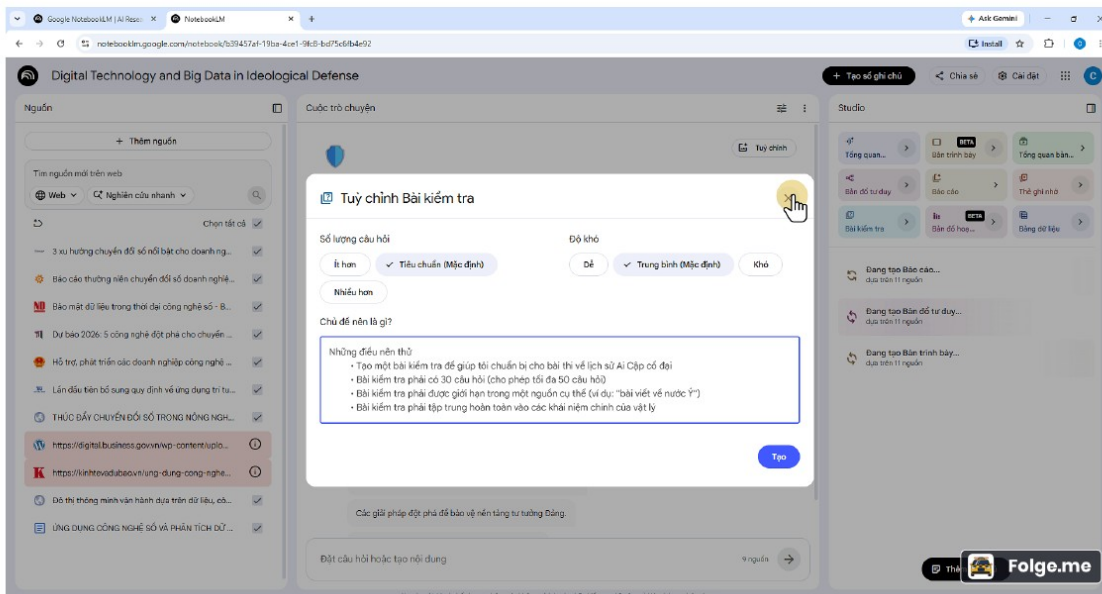 Google NotebookLM | AI Resea
NotebookLM
Ask Gemini
notebooklm.google.com/notebook/b39457af-19ba-4ce1-9fc8-bd75c6fb4e92
Install
Digital Technology and Big Data in Ideological Defense
Tạo sổ ghi chú
Chia sẻ
Cài đặt
C
Nguồn
Cuộc trò chuyện
Studio
+ Thêm nguồn
Tìm nguồn mới trên web
Web
Nghiên cứu nhanh
Chọn tất cả
3 xu hướng chuyển đổi số nổi bật cho doanh ng...
Báo cáo thường niên chuyển đổi số doanh nghiệ...
Bảo mật dữ liệu trong thời đại công nghệ số - B...
Dự báo 2026: 5 công nghệ đột phá cho chuyển ...
Hỗ trợ, phát triển các doanh nghiệp công nghệ ...
Lần đầu tiên bổ sung quy định về ứng dụng trí tu...
THÚC ĐẨY CHUYỂN ĐỔI SỐ TRONG NÔNG NGH...
https://digital.business.gov.vn/wp-content/uplo...
https://kinhtevadubao.vn/ung-dung-cong-nghe...
Đô thị thông minh vận hành dựa trên dữ liệu, cô...
ỨNG DỤNG CÔNG NGHỆ SỐ VÀ PHÂN TÍCH DỮ ...
Tuỳ chỉnh
Tuỳ chỉnh Bài kiểm tra
Số lượng câu hỏi
Độ khó
Ít hơn
Tiêu chuẩn (Mặc định)
Dễ
Trung bình (Mặc định)
Khó
Nhiều hơn
Chủ đề nên là gì?
Những điều nên thử
• Tạo một bài kiểm tra để giúp tôi chuẩn bị cho bài thi về lịch sử Ai Cập cổ đại
• Bài kiểm tra phải có 30 câu hỏi (cho phép tối đa 50 câu hỏi)
• Bài kiểm tra phải được giới hạn trong một nguồn cụ thể (ví dụ: "bài viết về nước Ý")
• Bài kiểm tra phải tập trung hoàn toàn vào các khái niệm chính của vật lý
Tạo
Các giải pháp đột phá để bảo vệ nền tảng tư tưởng Đảng.
Đặt câu hỏi hoặc tạo nội dung
9 nguồn
Tổng quan...
BETA
Bản trình bày
Tổng quan bằn...
Bản đồ tư duy
Báo cáo
Thẻ ghi nhớ
Bài kiểm tra
BETA
Bản đồ hoạ...
Bảng dữ liệu
Đang tạo Báo cáo...
dựa trên 11 nguồn
Đang tạo Bản đồ tư duy...
dựa trên 11 nguồn
Đang tạo Bản trình bày...
dựa trên 11 nguồn
Folge.me